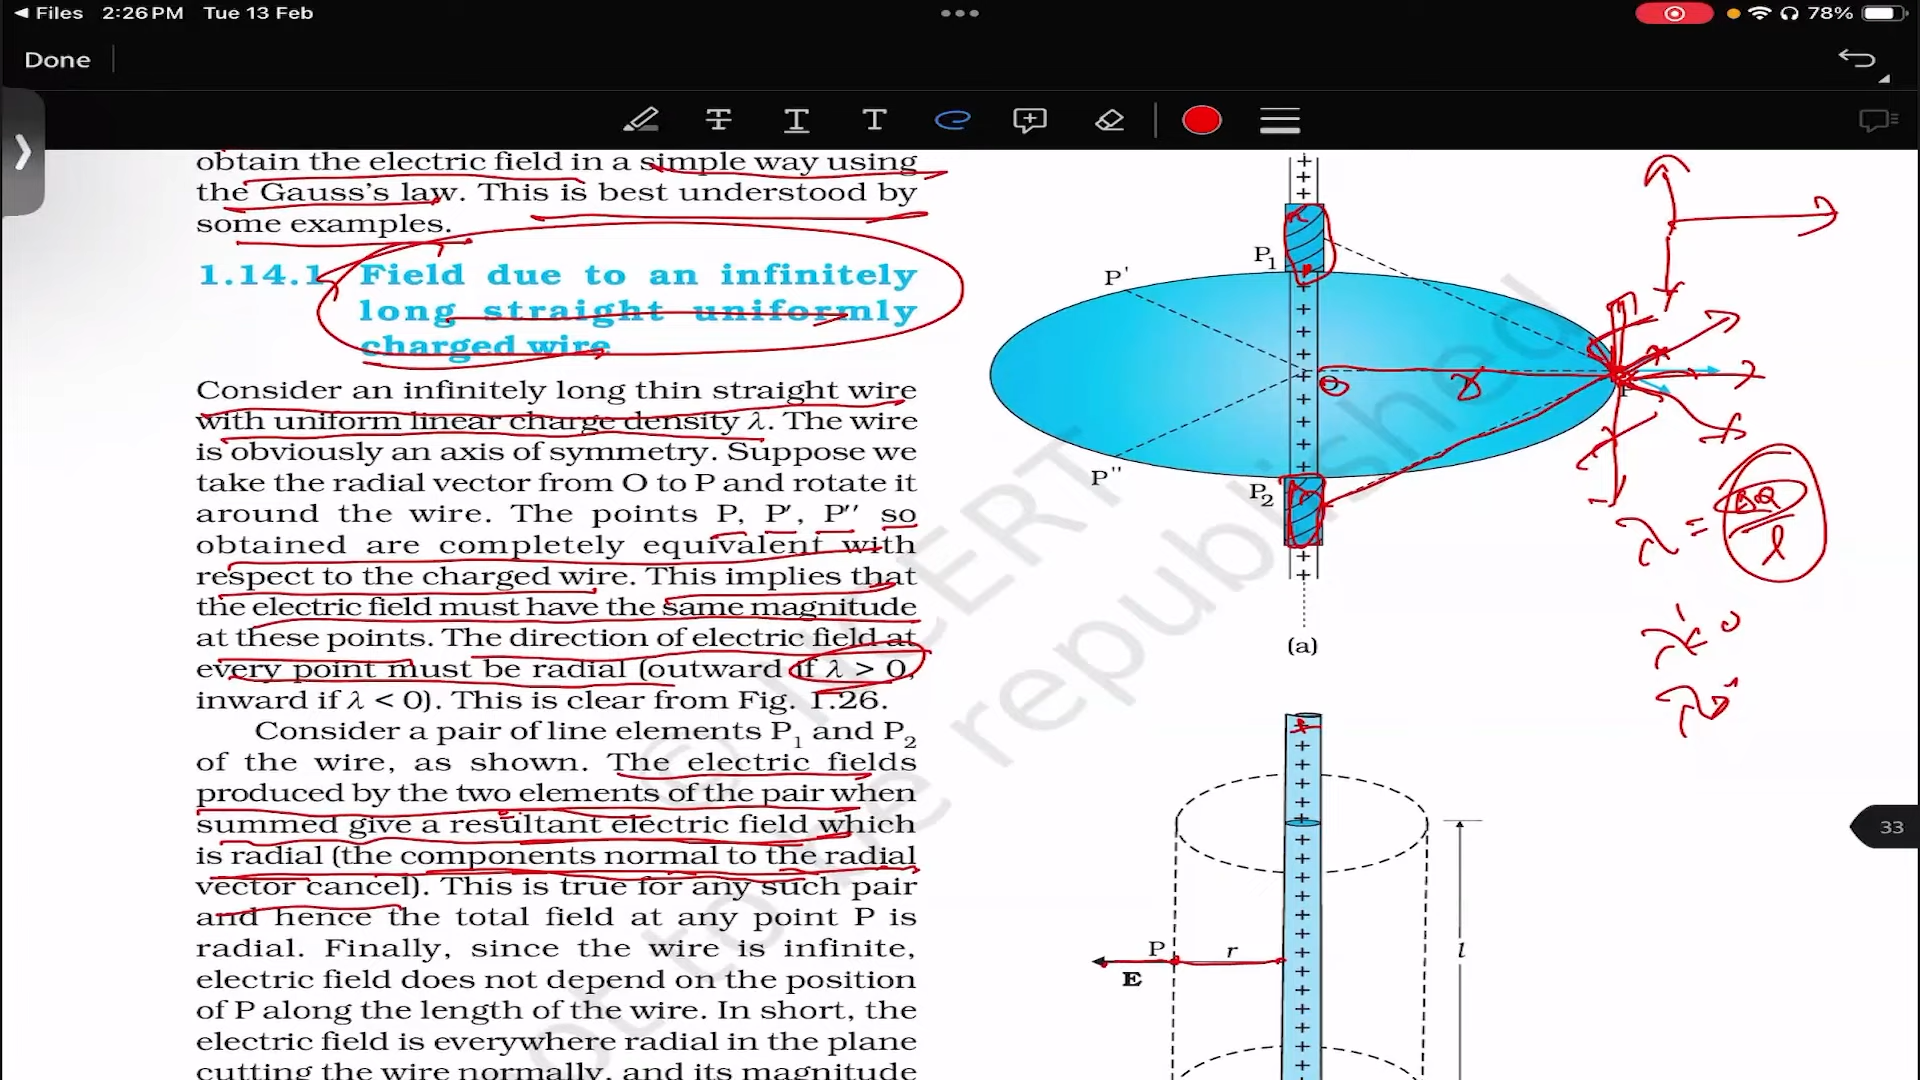 Files 2:26 PM Tue 13 Feb
78%
Done
obtain the electric field in a simple way using
the Gauss's law. This is best understood by
some examples.
1.14.1 Field due to an infinitely
long straight uniformly
charged wire
Consider an infinitely long thin straight wire
with uniform linear charge density λ. The wire
is obviously an axis of symmetry. Suppose we
take the radial vector from O to P and rotate it
around the wire. The points P, P′, P′′ so
obtained are completely equivalent with
respect to the charged wire. This implies that
the electric field must have the same magnitude
at these points. The direction of electric field at
every point must be radial (outward if λ > 0,
inward if λ < 0). This is clear from Fig. 1.26.
Consider a pair of line elements P₁ and P₂
of the wire, as shown. The electric fields
produced by the two elements of the pair when
summed give a resultant electric field which
is radial (the components normal to the radial
vector cancel). This is true for any such pair
and hence the total field at any point P is
radial. Finally, since the wire is infinite,
electric field does not depend on the position
of P along the length of the wire. In short, the
electric field is everywhere radial in the plane
cutting the wire normally, and its magnitude
P₁
P'
O
P"
P₂
(a)
P
r
E
l
33
© NCERT
not to be republished